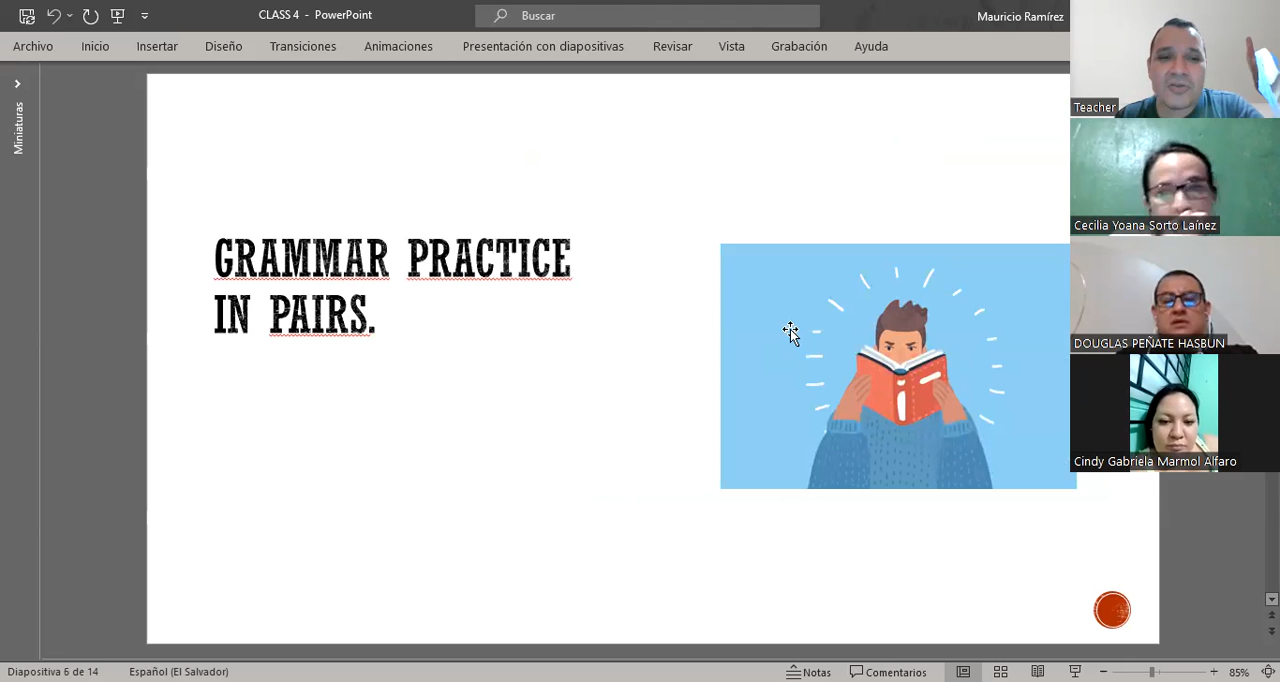 CLASS 4 - PowerPoint
Buscar
Mauricio Ramírez
Archivo Inicio Insertar Diseño Transiciones Animaciones Presentación con diapositivas Revisar Vista Grabación Ayuda
Miniaturas
GRAMMAR PRACTICE
IN PAIRS.
Teacher
Cecilia Yoana Sorto Laínez
DOUGLAS PEÑATE HASBUN
Cindy Gabriela Marmol Alfaro
Diapositiva 6 de 14 Español (El Salvador) Notas Comentarios 85%